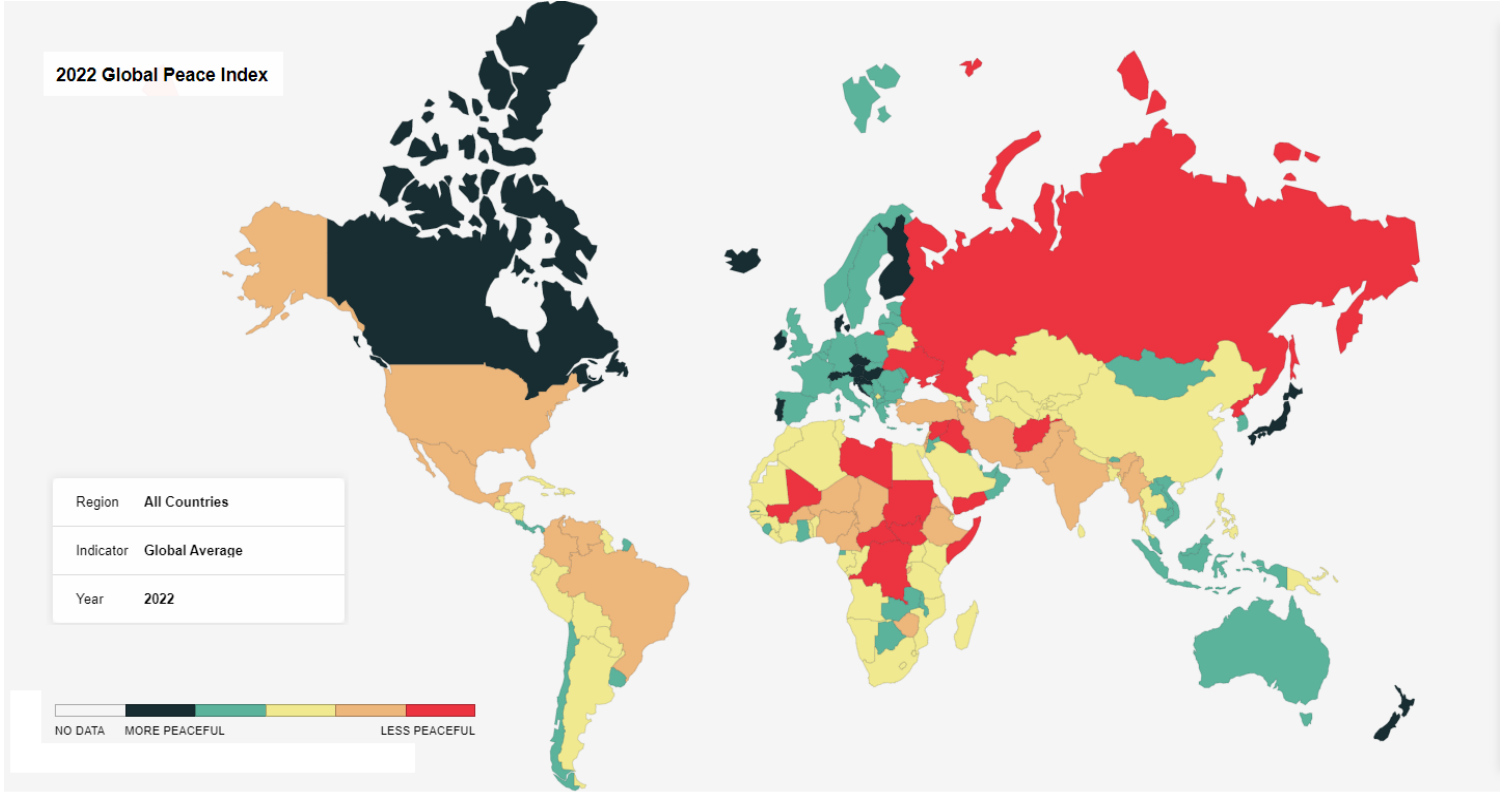 2022 Global Peace Index
Region All Countries
Indicator Global Average
Year 2022
NO DATA MORE PEACEFUL LESS PEACEFUL